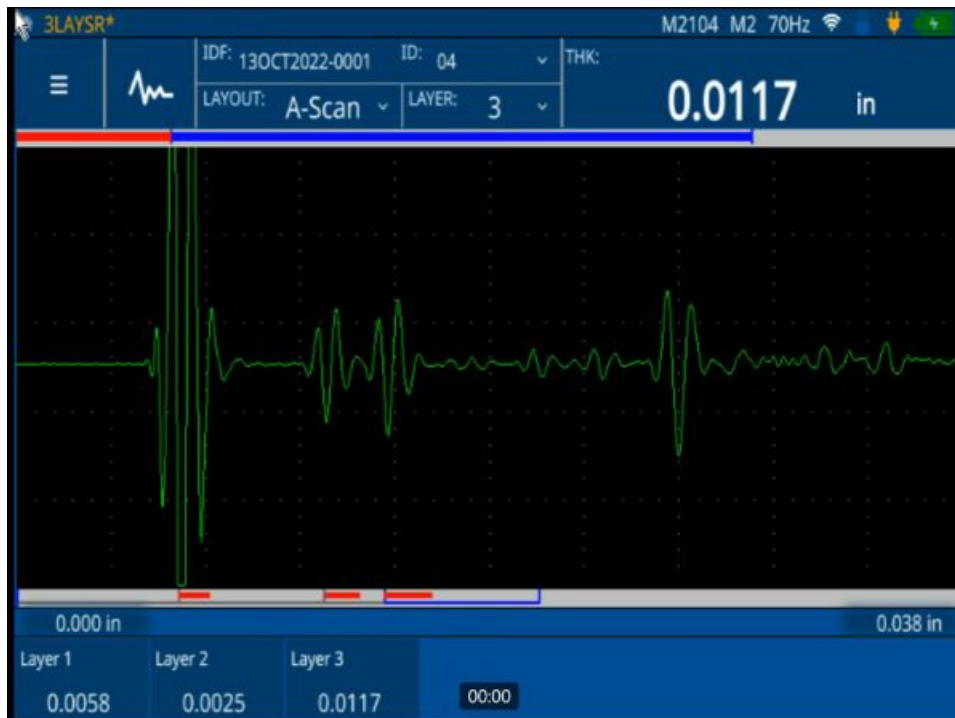 3LAYSR* M2104 M2 70Hz
IDF: 13OCT2022-0001 ID: 04 THK:
LAYOUT: A-Scan LAYER: 3 0.0117 in
0.000 in 0.038 in
Layer 1 Layer 2 Layer 3
0.0058 0.0025 0.0117 00:00